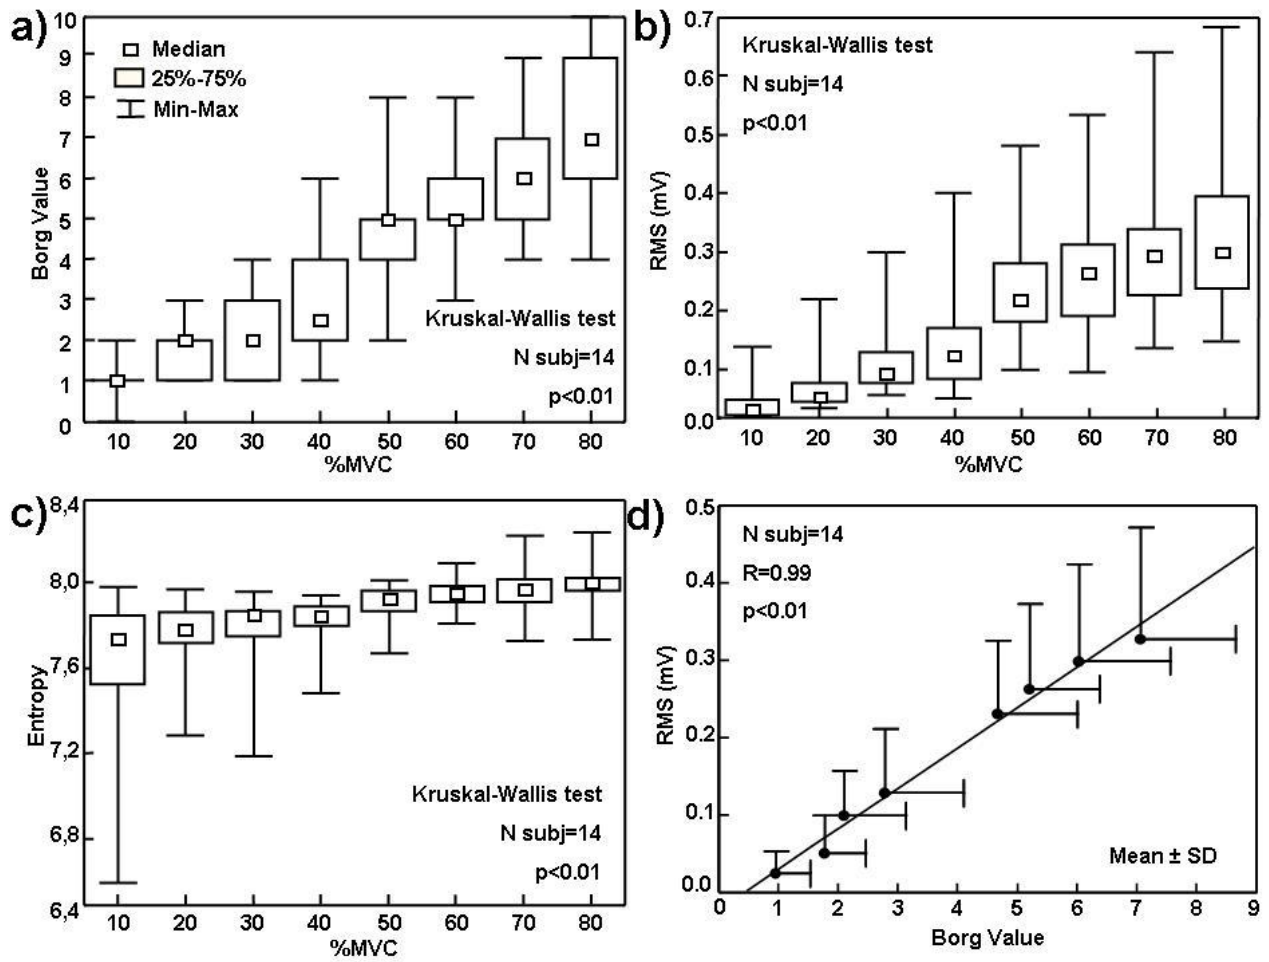 a)
10
9
8
7
6
5
4
3
2
1
0
Borg Value
Median
25%-75%
Min-Max
Kruskal-Wallis test
N subj=14
p<0.01
10 20 30 40 50 60 70 80
%MVC
b)
0.7
0.6
0.5
0.4
0.3
0.2
0.1
0.0
RMS (mV)
Kruskal-Wallis test
N subj=14
p<0.01
10 20 30 40 50 60 70 80
%MVC
c)
8,4
8,0
7,6
7,2
6,8
6,4
Entropy
Kruskal-Wallis test
N subj=14
p<0.01
10 20 30 40 50 60 70 80
%MVC
d)
0.5
0.4
0.3
0.2
0.1
0.0
RMS (mV)
N subj=14
R=0.99
p<0.01
Mean ± SD
0 1 2 3 4 5 6 7 8 9
Borg Value